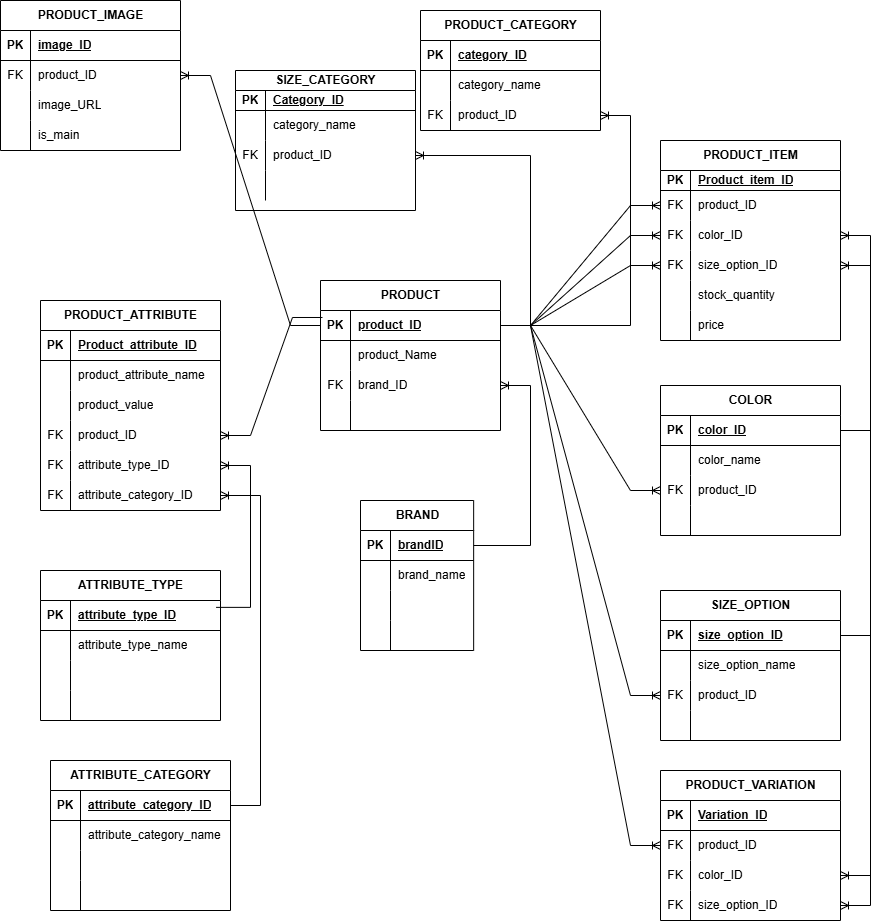 PRODUCT_IMAGE
PK image_ID
FK product_ID
image_URL
is_main
SIZE_CATEGORY
PK Category_ID
category_name
FK product_ID
PRODUCT_CATEGORY
PK category_ID
category_name
FK product_ID
PRODUCT_ITEM
PK Product_item_ID
FK product_ID
FK color_ID
FK size_option_ID
stock_quantity
price
PRODUCT_ATTRIBUTE
PK Product_attribute_ID
product_attribute_name
product_value
FK product_ID
FK attribute_type_ID
FK attribute_category_ID
PRODUCT
PK product_ID
product_Name
FK brand_ID
COLOR
PK color_ID
color_name
FK product_ID
BRAND
PK brandID
brand_name
ATTRIBUTE_TYPE
PK attribute_type_ID
attribute_type_name
SIZE_OPTION
PK size_option_ID
size_option_name
FK product_ID
ATTRIBUTE_CATEGORY
PK attribute_category_ID
attribute_category_name
PRODUCT_VARIATION
PK Variation_ID
FK product_ID
FK color_ID
FK size_option_ID